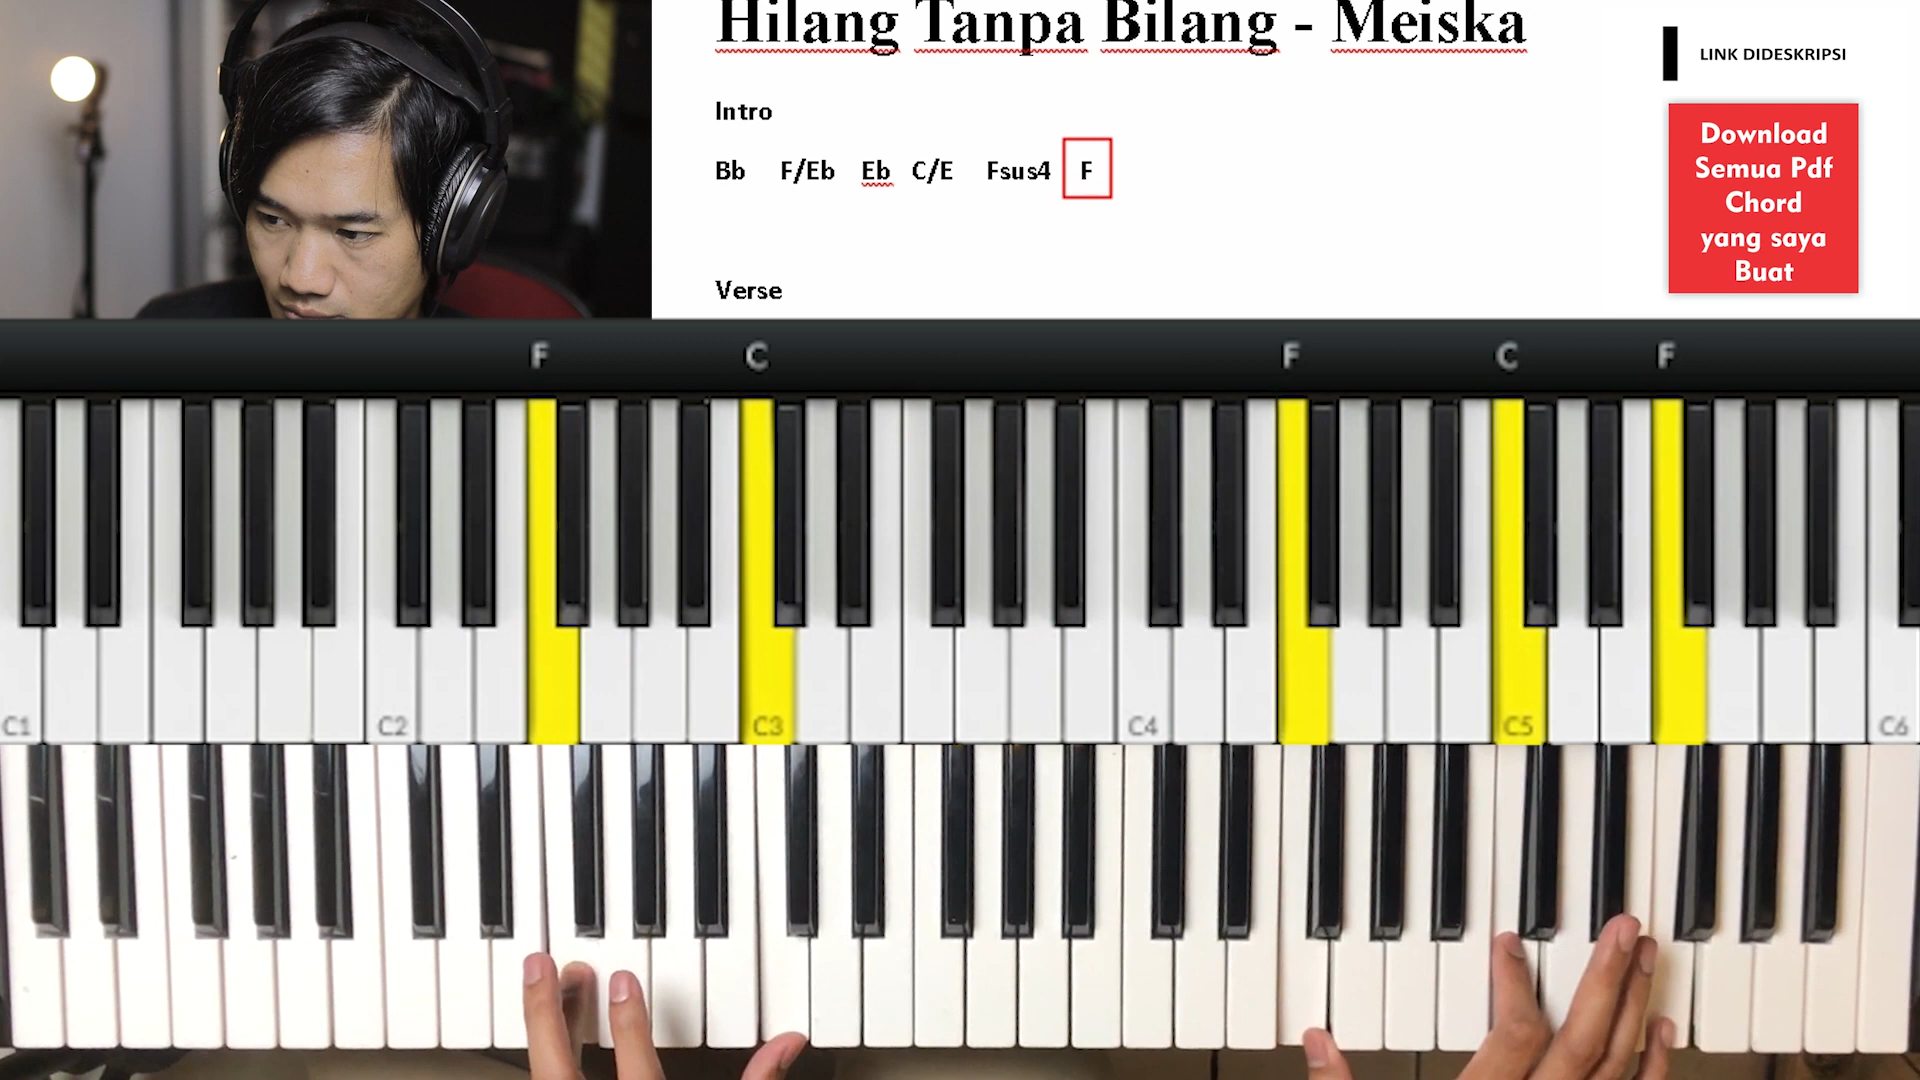 Hilang Tanpa Bilang - Meiska
LINK DIDESKRIPSI
Intro
Bb F/Eb Eb C/E Fsus4 F
Download
Semua Pdf
Chord
yang saya
Buat
Verse
F C F C F
C1 C2 C3 C4 C5 C6